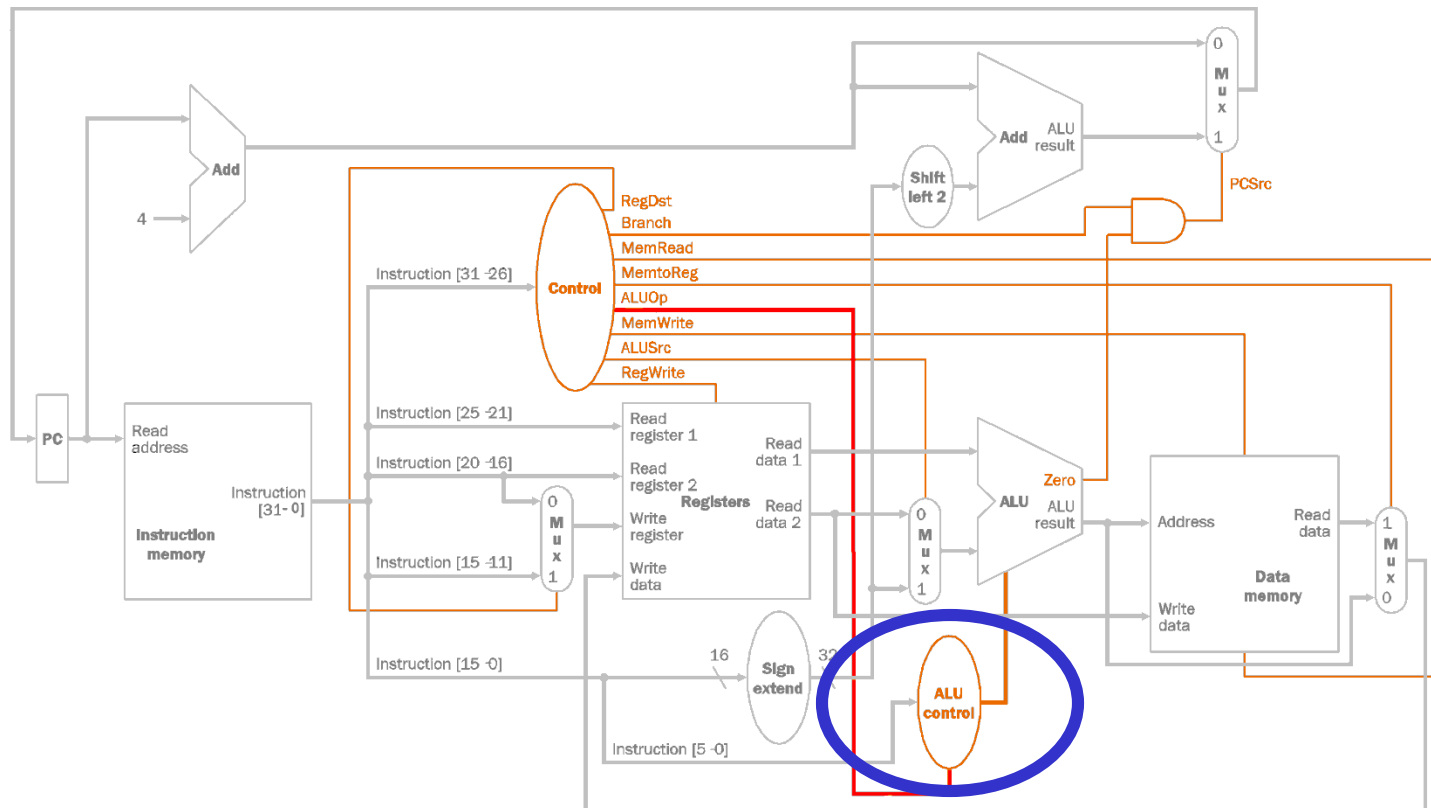 0
M
u
x
1
Add
ALU
result
Add
4
Shift
left 2
PCSrc
RegDst
Branch
MemRead
MemtoReg
ALUOp
MemWrite
ALUSrc
RegWrite
Control
Instruction [31-26]
PC
Read
address
Instruction
[31-0]
Instruction
memory
Instruction [25-21]
Instruction [20-16]
Instruction [15-11]
0
M
u
x
1
Read
register 1
Read
register 2
Write
register
Write
data
Registers
Read
data 1
Read
data 2
0
M
u
x
1
Zero
ALU
ALU
result
Address
Write
data
Read
data
Data
memory
1
M
u
x
0
Instruction [15-0]
16
Sign
extend
32
ALU
control
Instruction [5-0]